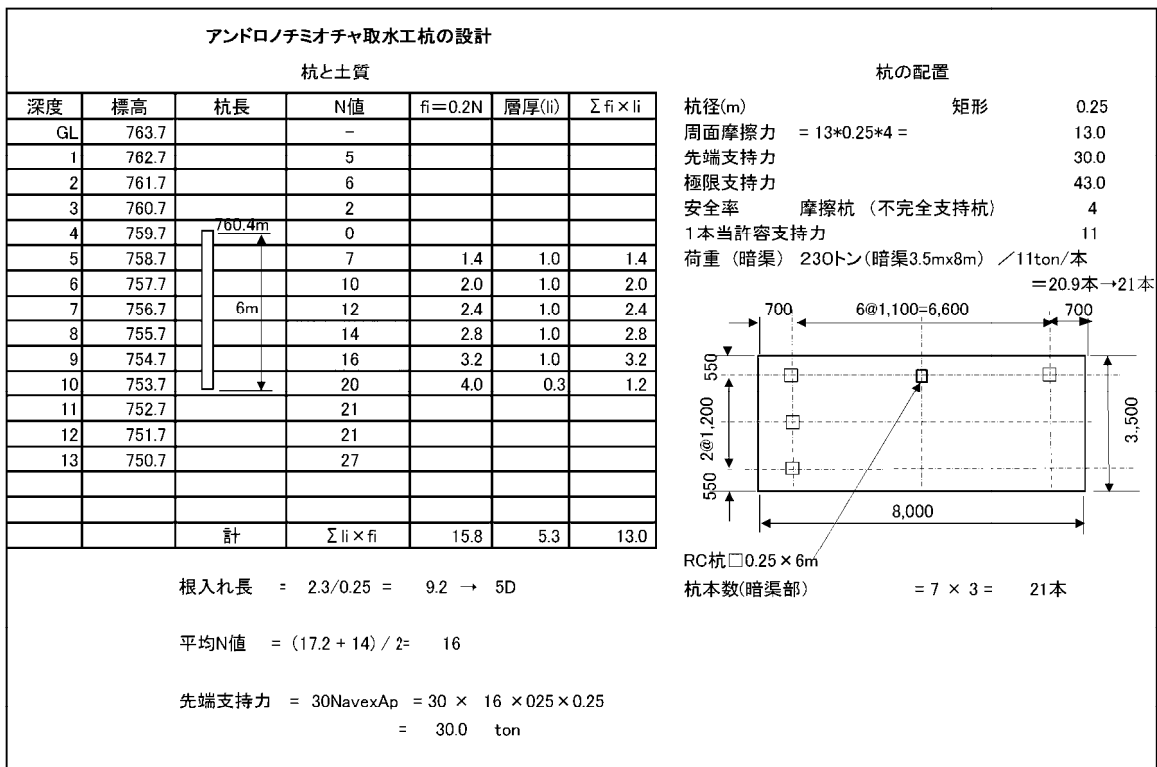 アンドロノチミオチャ取水工杭の設計
杭と土質
深度 標高 杭長 N値 fi=0.2N 層厚(li) Σfi×li
GL 763.7 -
1 762.7 5
2 761.7 6
3 760.7 2
4 759.7 760.4m 0
5 758.7 7 1.4 1.0 1.4
6 757.7 10 2.0 1.0 2.0
7 756.7 6m 12 2.4 1.0 2.4
8 755.7 14 2.8 1.0 2.8
9 754.7 16 3.2 1.0 3.2
10 753.7 20 4.0 0.3 1.2
11 752.7 21
12 751.7 21
13 750.7 27
計 Σli×fi 15.8 5.3 13.0
根入れ長 = 2.3/0.25 = 9.2 → 5D
平均N値 = (17.2 + 14) / 2= 16
先端支持力 = 30NavexAp = 30 × 16 ×025×0.25
= 30.0 ton
杭の配置
杭径(m) 矩形 0.25
周面摩擦力 = 13*0.25*4 = 13.0
先端支持力 30.0
極限支持力 43.0
安全率 摩擦杭 (不完全支持杭) 4
1本当許容支持力 11
荷重 (暗渠) 230トン(暗渠3.5mx8m) /11ton/本
=20.9本→21本
700 6@1,100=6,600 700
550
2@1,200
550
3,500
8,000
RC杭□0.25×6m
杭本数(暗渠部) = 7 × 3 = 21本